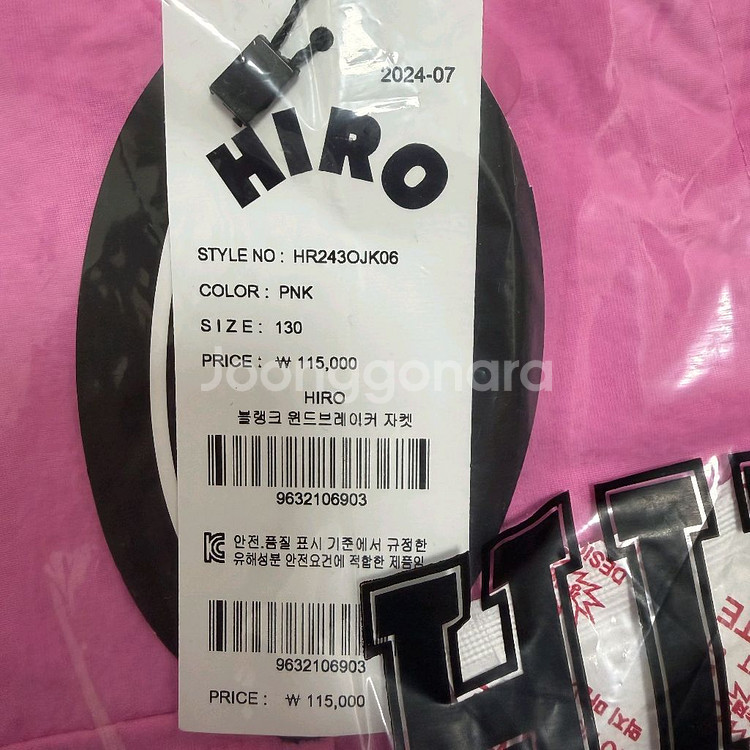 2024-07
HIRO
STYLE NO : HR243OJK06
COLOR : PNK
SIZE : 130
PRICE : ₩ 115,000
Joonggonara
HIRO
블랭크 윈드브레이커 자켓
9632106903
안전.품질 표시 기준에서 규정한
유해성분 안전요건에 적합한 제품임
9632106903
PRICE : ₩ 115,000
HI
DESI